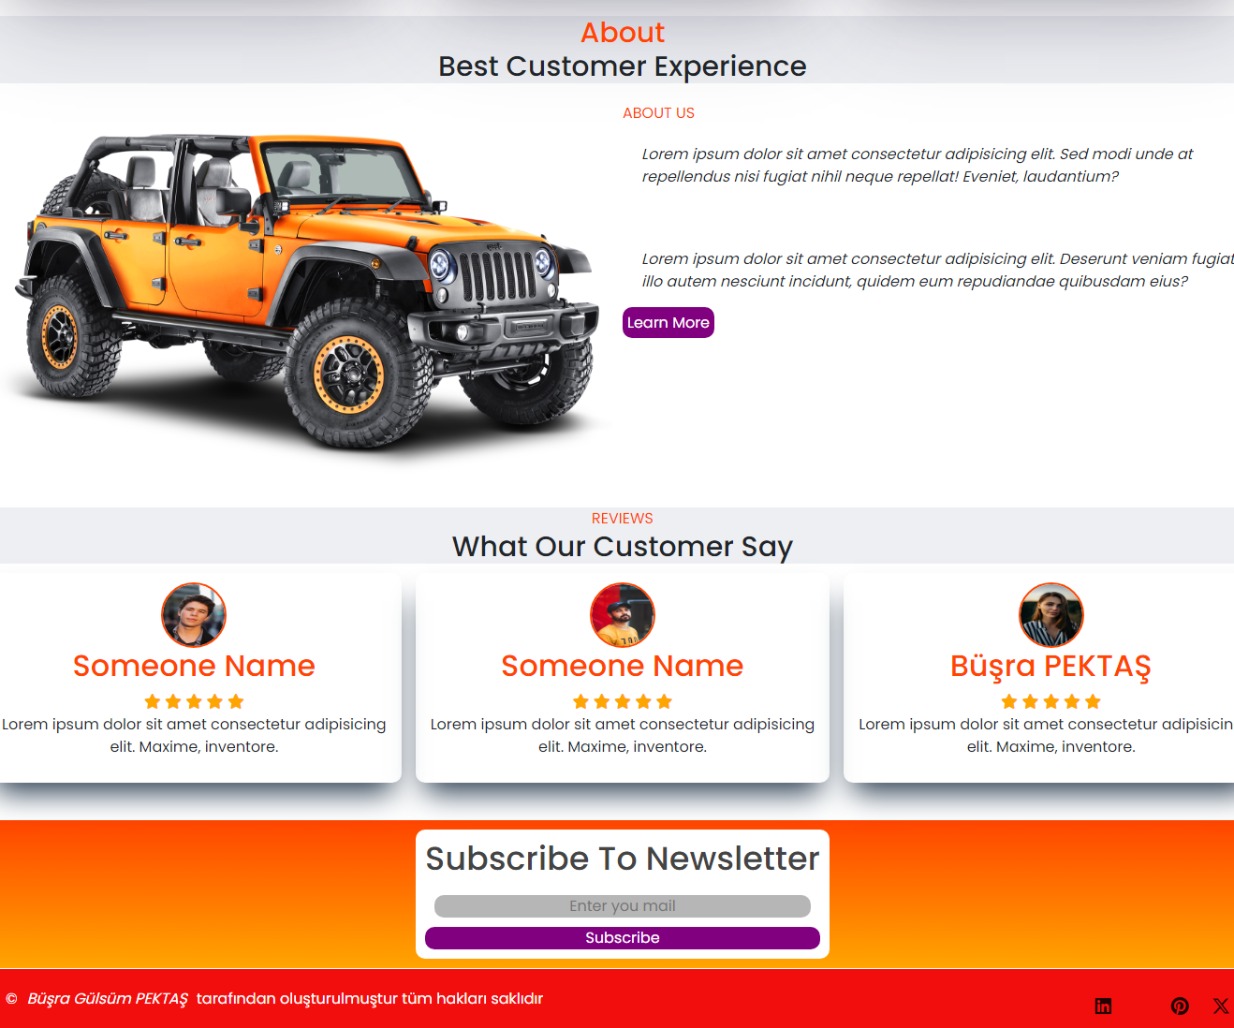 About
Best Customer Experience
ABOUT US
Lorem ipsum dolor sit amet consectetur adipisicing elit. Sed modi unde at
repellendus nisi fugiat nihil neque repellat! Eveniet, laudantium?
Lorem ipsum dolor sit amet consectetur adipisicing elit. Deserunt veniam fugiat
illo autem nesciunt incidunt, quidem eum repudiandae quibusdam eius?
Learn More
REVIEWS
What Our Customer Say
Someone Name
Lorem ipsum dolor sit amet consectetur adipisicing
elit. Maxime, inventore.
Someone Name
Lorem ipsum dolor sit amet consectetur adipisicing
elit. Maxime, inventore.
Büşra PEKTAŞ
Lorem ipsum dolor sit amet consectetur adipisicin
elit. Maxime, inventore.
Subscribe To Newsletter
Enter you mail
Subscribe
© Büşra Gülsüm PEKTAŞ tarafından oluşturulmuştur tüm hakları saklıdır